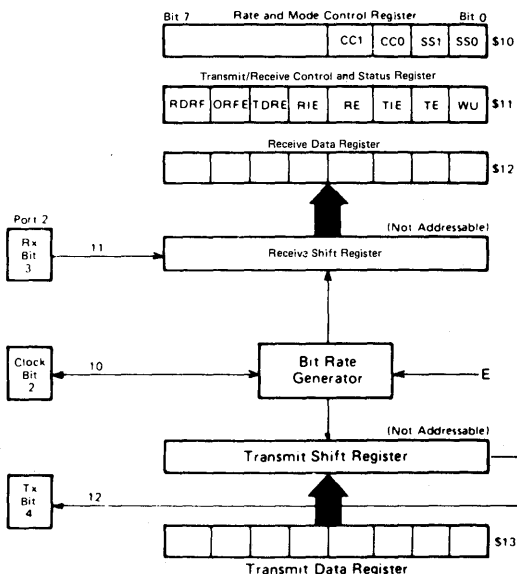 Bit 7 Rate and Mode Control Register Bit 0
CC1 CC0 SS1 SS0 $10
Transmit/Receive Control and Status Register
RDRF ORFE TDRE RIE RE TIE TE WU $11
Receive Data Register
$12
Port 2
(Not Addressable)
Rx
Bit
3
11
Receive Shift Register
Clock
Bit
2
10
Bit Rate
Generator
E
(Not Addressable)
Transmit Shift Register
Tx
Bit
4
12
$13
Transmit Data Register